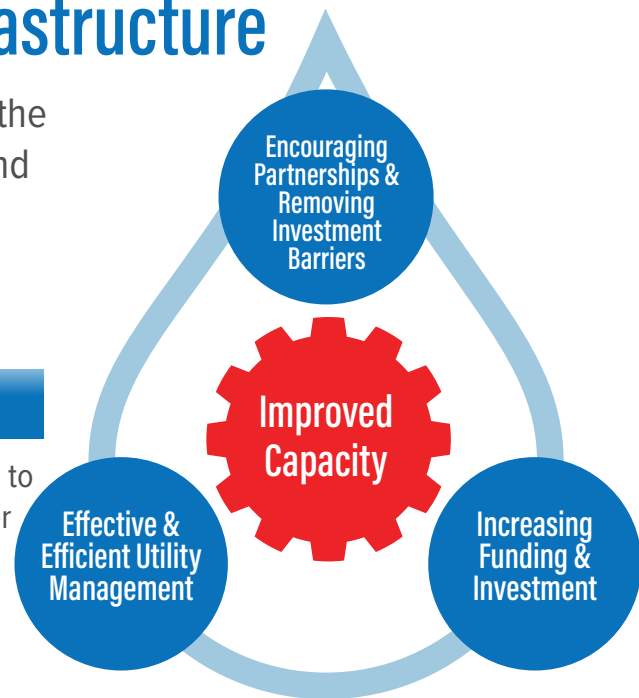 astructure
the
nd
Encouraging
Partnerships &
Removing
Investment
Barriers
Improved
Capacity
to
r
Effective &
Efficient Utility
Management
Increasing
Funding &
Investment